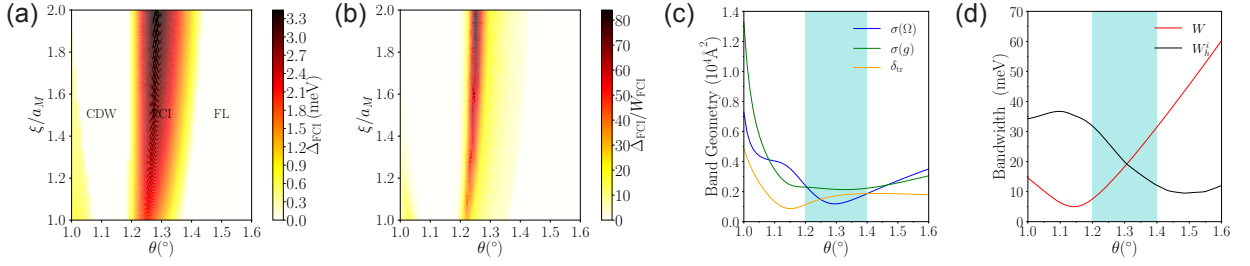 (a)
2.0
1.8
1.6
1.4
1.2
1.0
ξ/a_M
CDW
FCI
FL
1.0 1.1 1.2 1.3 1.4 1.5 1.6
θ(°)
3.3
3.0
2.7
2.4
2.1
1.8
1.5
1.2
0.9
0.6
0.3
0.0
Δ_FCI (meV)
(b)
2.0
1.8
1.6
1.4
1.2
1.0
ξ/a_M
1.0 1.1 1.2 1.3 1.4 1.5 1.6
θ(°)
80
70
60
50
40
30
20
10
0
Δ_FCI/W_FCI
(c)
1.4
1.2
1.0
0.8
0.6
0.4
0.2
0.0
Band Geometry (10⁴Å²)
σ(Ω)
σ(g)
δ_tr
1.0 1.1 1.2 1.3 1.4 1.5 1.6
θ(°)
(d)
70
60
50
40
30
20
10
0
Bandwidth (meV)
W
W_h^i
1.0 1.1 1.2 1.3 1.4 1.5 1.6
θ(°)